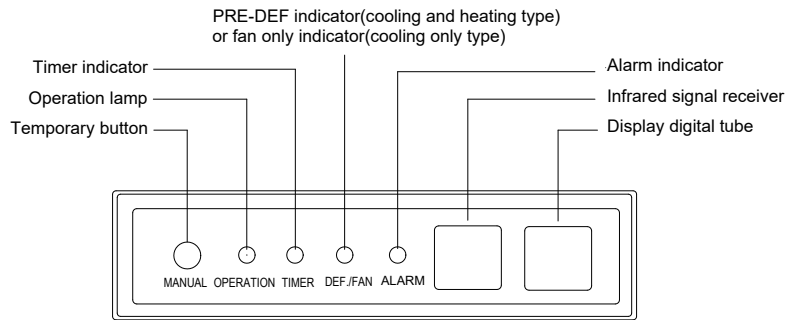 PRE-DEF indicator(cooling and heating type)
or fan only indicator(cooling only type)
Timer indicator
Alarm indicator
Operation lamp
Infrared signal receiver
Temporary button
Display digital tube
MANUAL OPERATION TIMER DEF./FAN ALARM